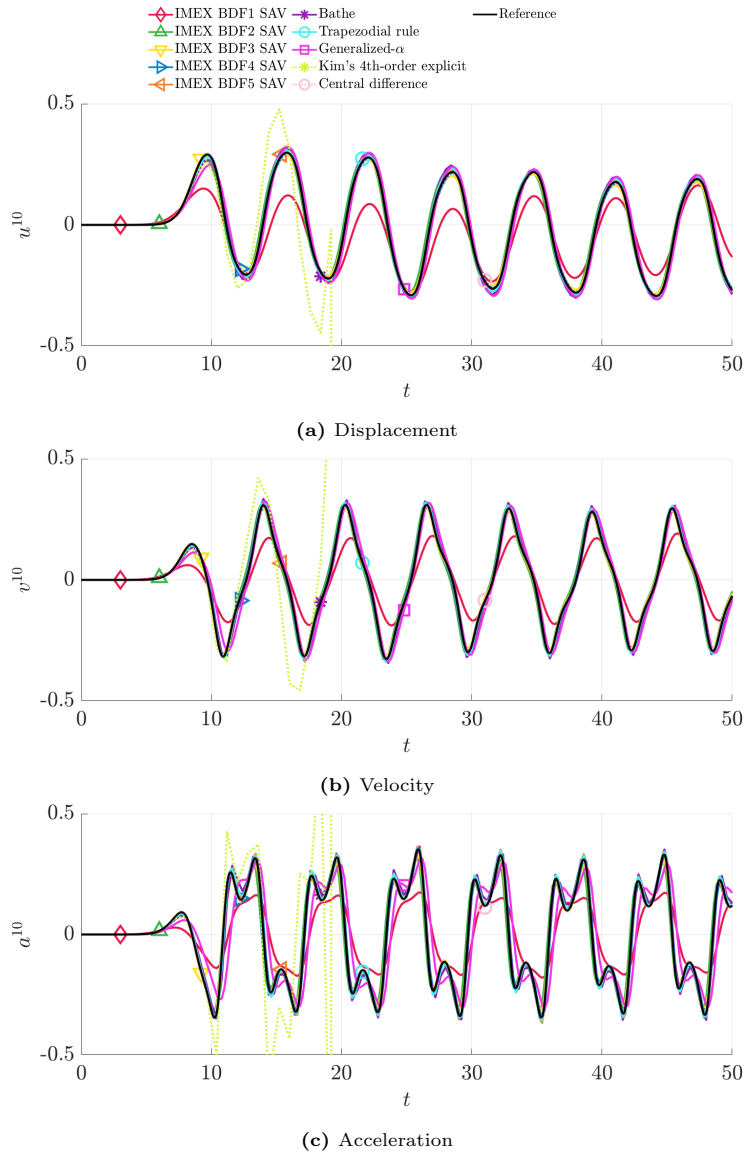 IMEX BDF1 SAV Bathe Reference
IMEX BDF2 SAV Trapezodial rule
IMEX BDF3 SAV Generalized-α
IMEX BDF4 SAV Kim's 4th-order explicit
IMEX BDF5 SAV Central difference
0.5
u¹⁰
0
-0.5
0 10 20 30 40 50
t
(a) Displacement
0.5
v¹⁰
0
-0.5
0 10 20 30 40 50
t
(b) Velocity
0.5
a¹⁰
0
-0.5
0 10 20 30 40 50
t
(c) Acceleration